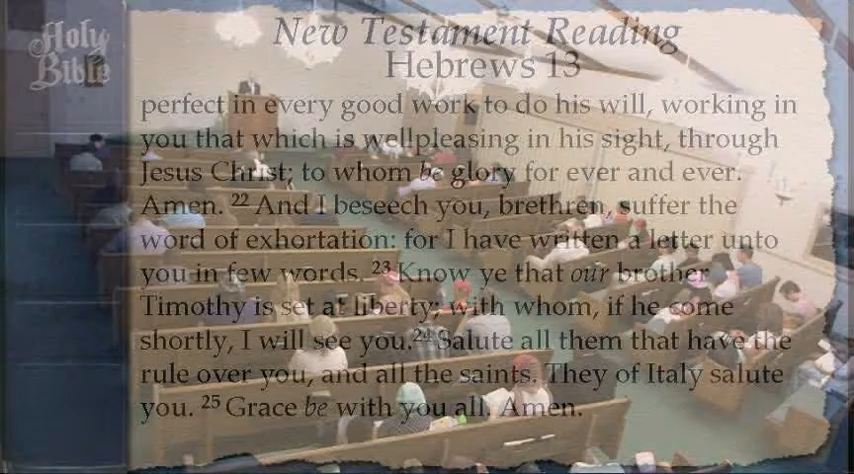 Holy
Bible
New Testament Reading
Hebrews 13
perfect in every good work to do his will, working in
you that which is wellpleasing in his sight, through
Jesus Christ; to whom be glory for ever and ever.
Amen. 22 And I beseech you, brethren, suffer the
word of exhortation: for I have written a letter unto
you in few words. 23 Know ye that our brother
Timothy is set at liberty; with whom, if he come
shortly, I will see you. 24 Salute all them that have the
rule over you, and all the saints. They of Italy salute
you. 25 Grace be with you all. Amen.